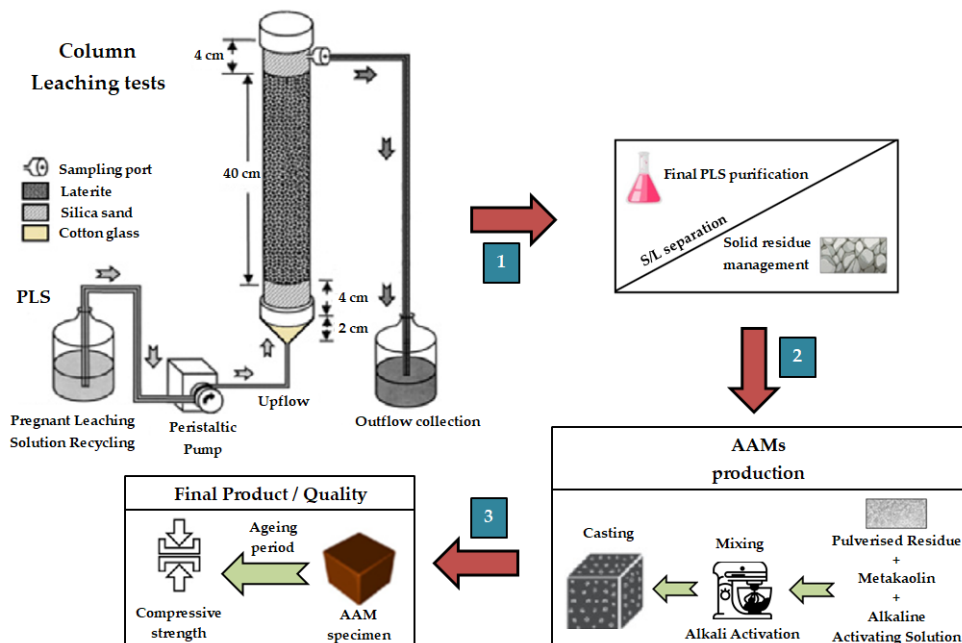 Column
Leaching tests
4 cm
40 cm
Sampling port
Laterite
Silica sand
Cotton glass
PLS
4 cm
2 cm
Upflow
Pregnant Leaching
Solution Recycling
Peristaltic
Pump
Outflow collection
1
Final PLS purification
S/L separation
Solid residue
management
2
AAMs
production
Casting
Mixing
Alkali Activation
Pulverised Residue
+
Metakaolin
+
Alkaline
Activating Solution
3
Final Product / Quality
Ageing
period
Compressive
strength
AAM
specimen